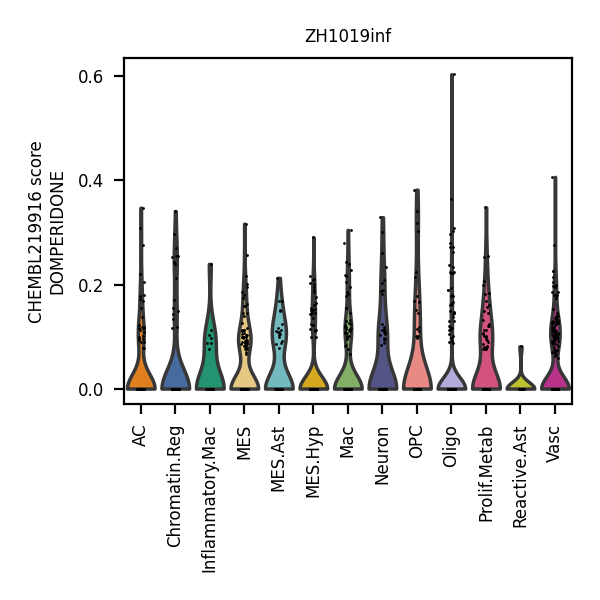 ZH1019inf
CHEMBL219916 score
DOMPERIDONE
0.6
0.4
0.2
0.0
AC
Chromatin.Reg
Inflammatory.Mac
MES
MES.Ast
MES.Hyp
Mac
Neuron
OPC
Oligo
Prolif.Metab
Reactive.Ast
Vasc